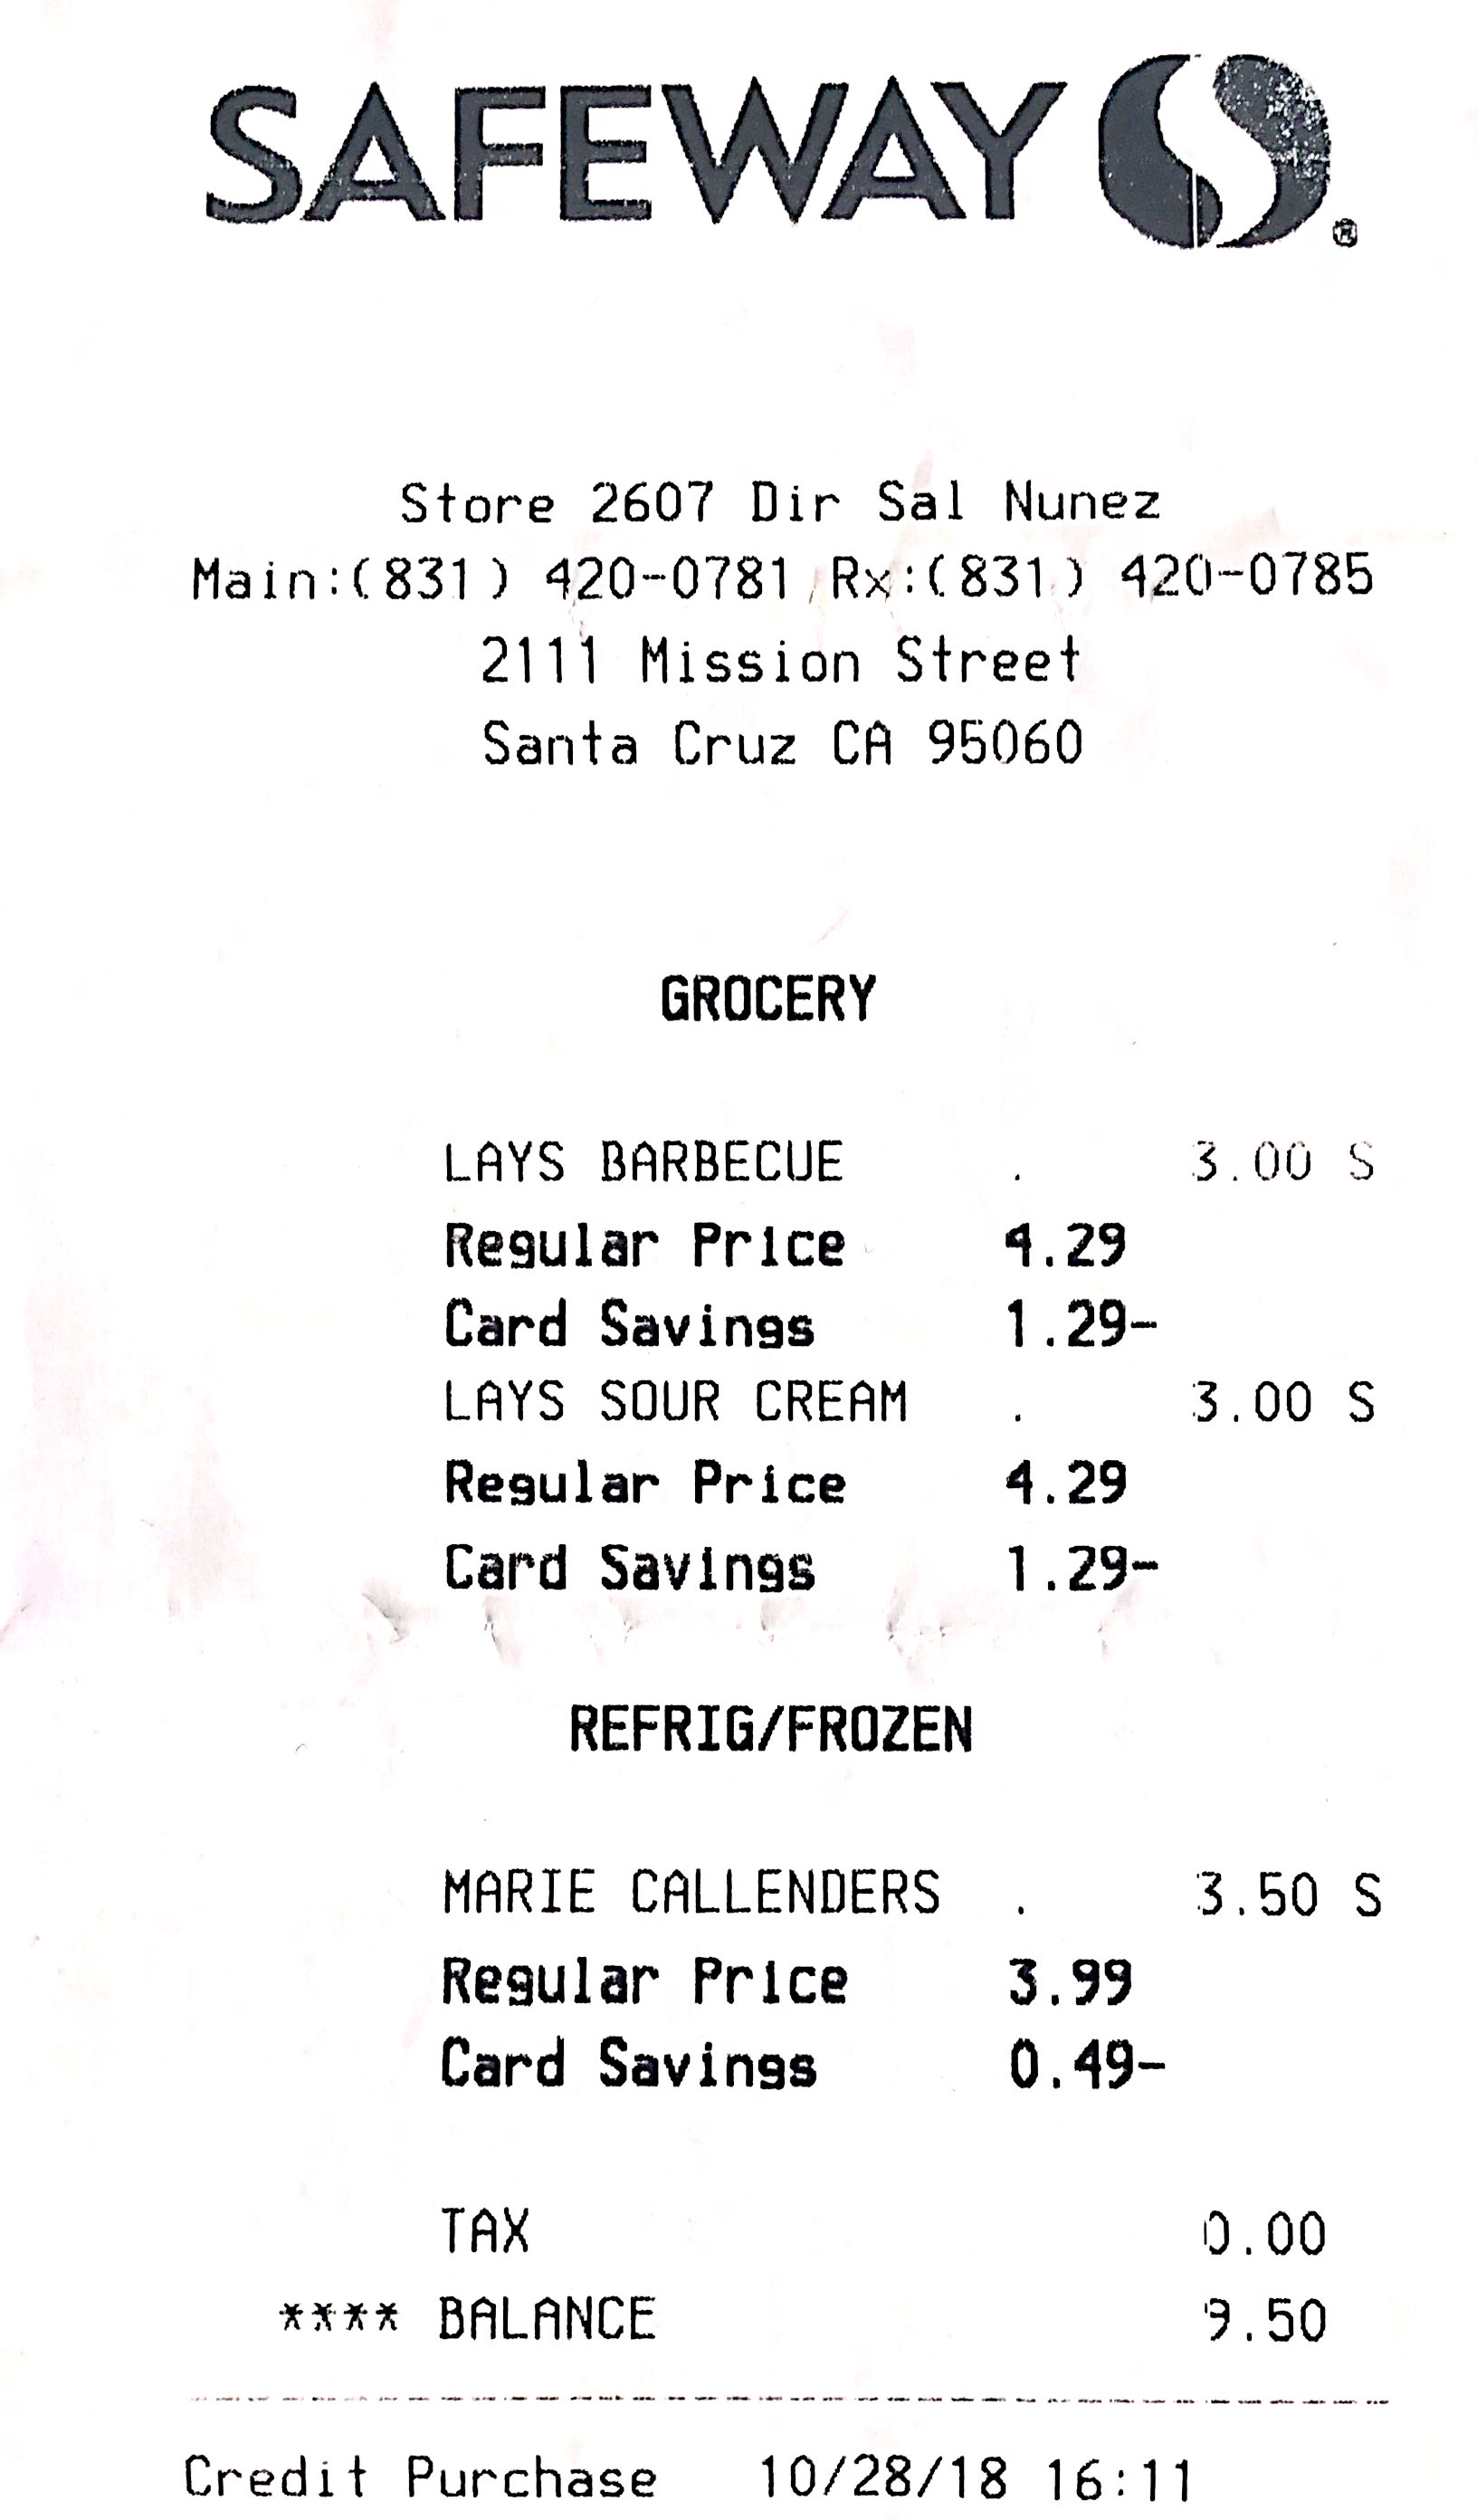 SAFEWAY ®
Store 2607 Dir Sal Nunez
Main:(831) 420-0781 Rx:(831) 420-0785
2111 Mission Street
Santa Cruz CA 95060
GROCERY
LAYS BARBECUE . 3.00 S
Regular Price 4.29
Card Savings 1.29-
LAYS SOUR CREAM . 3.00 S
Regular Price 4.29
Card Savings 1.29-
REFRIG/FROZEN
MARIE CALLENDERS . 3.50 S
Regular Price 3.99
Card Savings 0.49-
TAX 0.00
**** BALANCE 9.50
Credit Purchase 10/28/18 16:11